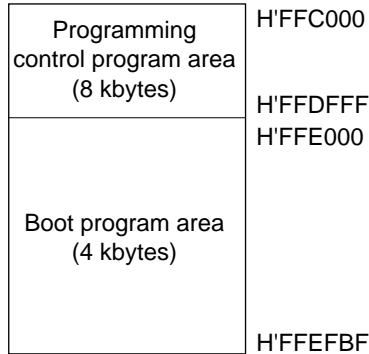 Programming
control program area
(8 kbytes)
H'FFC000
H'FFDFFF
H'FFE000
Boot program area
(4 kbytes)
H'FFEFBF